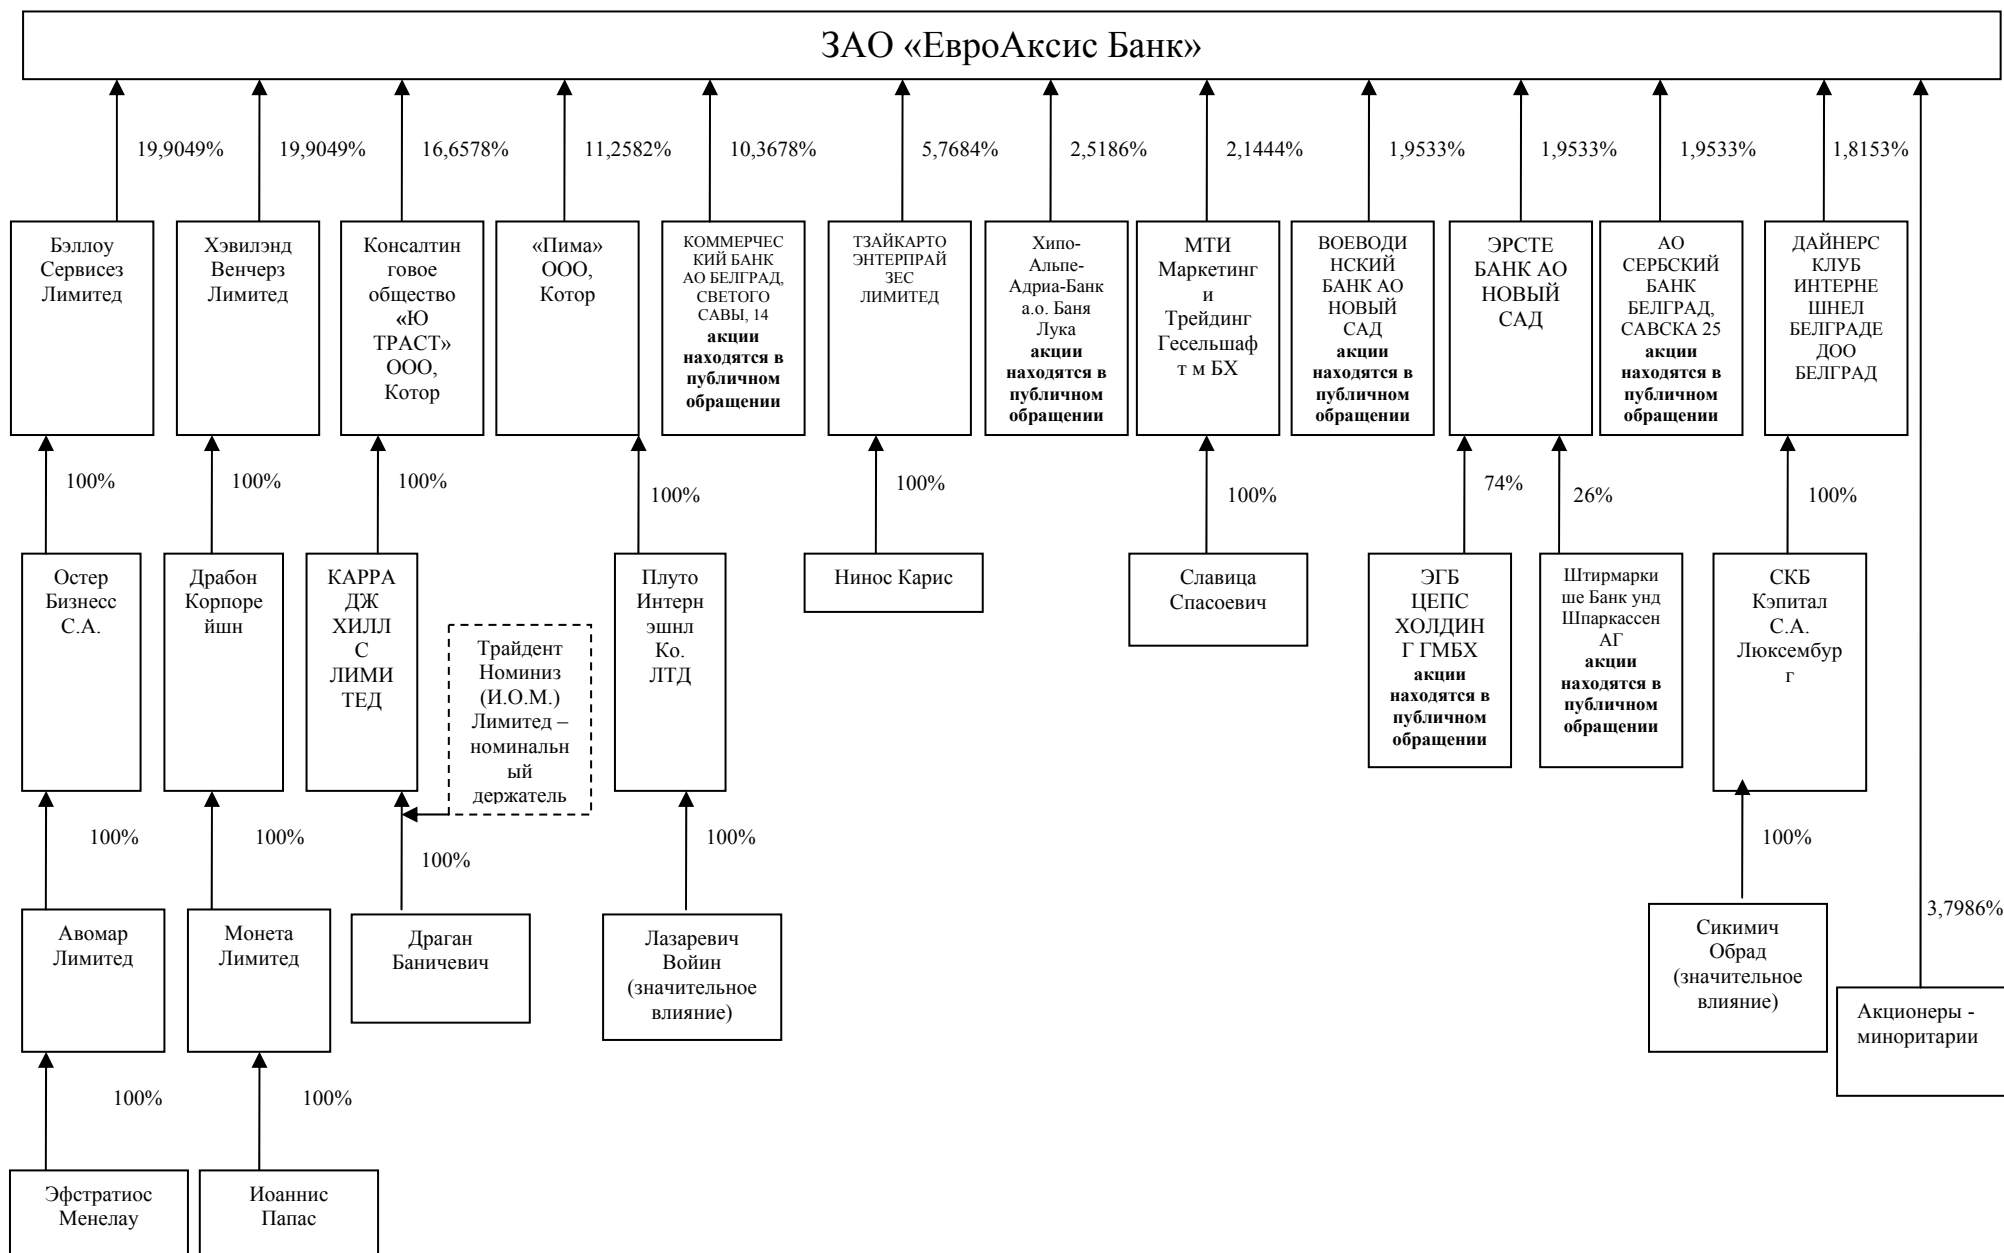 ЗАО «ЕвроАксис Банк»
19,9049%
19,9049%
16,6578%
11,2582%
10,3678%
5,7684%
2,5186%
2,1444%
1,9533%
1,9533%
1,9533%
1,8153%
Бэллоу
Сервисез
Лимитед
Хэвилэнд
Венчерз
Лимитед
Консалтин
говое
общество
«Ю
ТРАСТ»
ООО,
Котор
«Пима»
ООО,
Котор
КОММЕРЧЕС
КИЙ БАНК
АО БЕЛГРАД,
СВЕТОГО
САВЫ, 14
акции
находятся в
публичном
обращении
ТЗАЙКАРТО
ЭНТЕРПРАЙ
ЗЕС
ЛИМИТЕД
Хипо-
Альпе-
Адриа-Банк
а.о. Баня
Лука
акции
находятся в
публичном
обращении
МТИ
Маркетинг
и
Трейдинг
Гесельшаф
т м БХ
ВОЕВОДИ
НСКИЙ
БАНК АО
НОВЫЙ
САД
акции
находятся в
публичном
обращении
ЭРСТЕ
БАНК АО
НОВЫЙ
САД
АО
СЕРБСКИЙ
БАНК
БЕЛГРАД,
САВСКА 25
акции
находятся в
публичном
обращении
ДАЙНЕРС
КЛУБ
ИНТЕРНЕ
ШНЕЛ
БЕЛГРАДЕ
ДОО
БЕЛГРАД
100%
100%
100%
100%
100%
100%
74%
26%
100%
Остер
Бизнесс
С.А.
Драбон
Корпоре
йшн
КАРРА
ДЖ
ХИЛЛ
С
ЛИМИ
ТЕД
Трайдент
Номиниз
(И.О.М.)
Лимитед –
номинальн
ый
держатель
Плуто
Интерн
эшнл
Ко.
ЛТД
Нинос Карис
Славица
Спасоевич
ЭГБ
ЦЕПС
ХОЛДИН
Г ГМБХ
акции
находятся в
публичном
обращении
Штирмарки
ше Банк унд
Шпаркассен
АГ
акции
находятся в
публичном
обращении
СКБ
Кэпитал
С.А.
Люксембур
г
100%
100%
100%
100%
100%
3,7986%
Авомар
Лимитед
Монета
Лимитед
Драган
Баничевич
Лазаревич
Войин
(значительное
влияние)
Сикимич
Обрад
(значительное
влияние)
Акционеры -
миноритарии
100%
100%
Эфстратиос
Менелау
Иоаннис
Папас